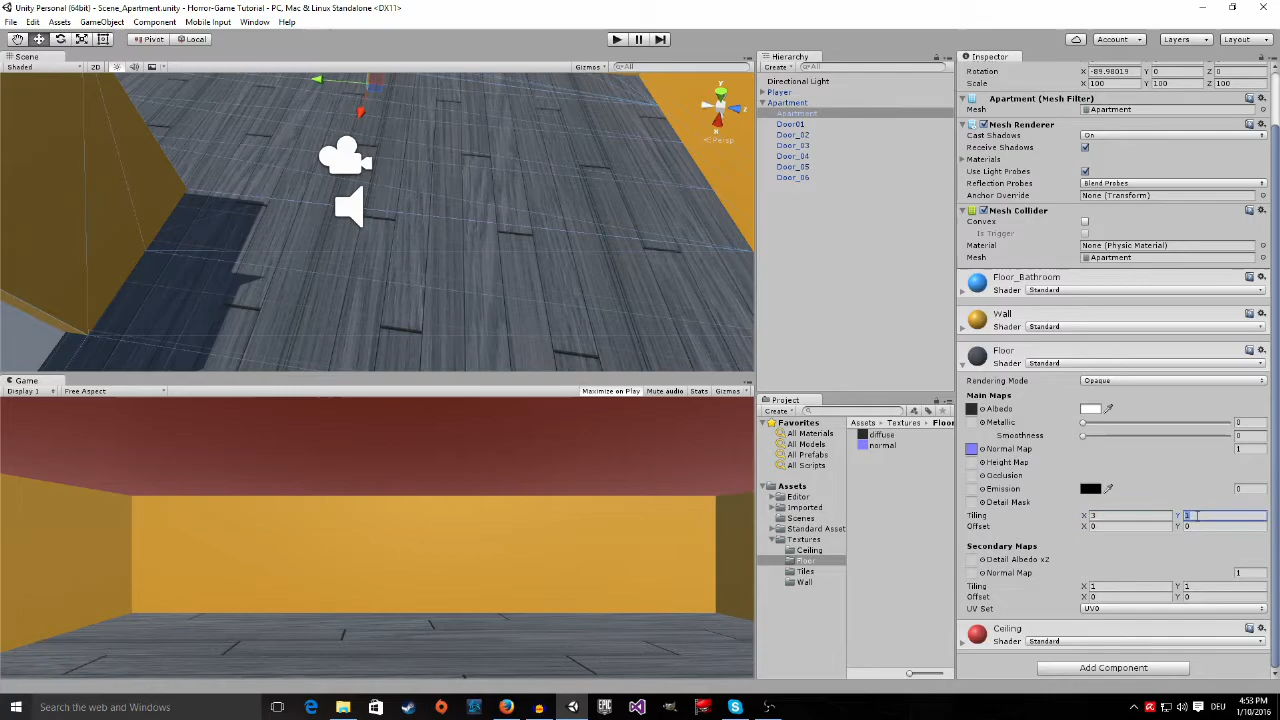 Unity Personal (64bit) - Scene_Apartment.unity - Horror-Game Tutorial - PC, Mac & Linux Standalone <DX11>
File Edit Assets GameObject Component Mobile Input Window Help
Pivot Local Account Layers Layout
Scene
Shaded 2D Gizmos All
y
z
x
Persp
Game
Display 1 Free Aspect Maximize on Play Mute audio Stats Gizmos
Hierarchy
Create All
Directional Light
Player
Apartment
Apartment
Door01
Door_02
Door_03
Door_04
Door_05
Door_06
Project
Create
Favorites
All Materials
All Models
All Prefabs
All Scripts
Assets
Editor
Imported
Scenes
Standard Asset
Textures
Ceiling
Floor
Tiles
Wall
Assets Textures Floor
diffuse
normal
Inspector
Rotation X -89.98019 Y 0 Z 0
Scale X 100 Y 100 Z 100
Apartment (Mesh Filter)
Mesh Apartment
Mesh Renderer
Cast Shadows On
Receive Shadows
Materials
Use Light Probes
Reflection Probes Blend Probes
Anchor Override None (Transform)
Mesh Collider
Convex
Is Trigger
Material None (Physic Material)
Mesh Apartment
Floor_Bathroom
Shader Standard
Wall
Shader Standard
Floor
Shader Standard
Rendering Mode Opaque
Main Maps
Albedo
Metallic 0
Smoothness 0
Normal Map 1
Height Map
Occlusion
Emission 0
Detail Mask
Tiling X 3 Y 1
Offset X 0 Y 0
Secondary Maps
Detail Albedo x2
Normal Map 1
Tiling X 1 Y 1
Offset X 0 Y 0
UV Set UV0
Ceiling
Shader Standard
Add Component
Search the web and Windows
DEU
4:53 PM
1/10/2016